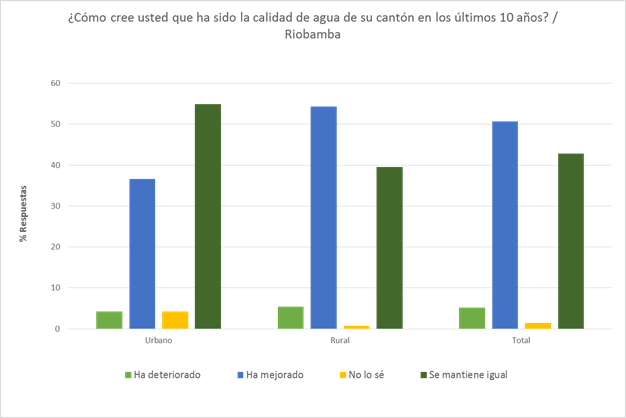 ¿Cómo cree usted que ha sido la calidad de agua de su cantón en los últimos 10 años? /
Riobamba
60
50
40
30
20
10
0
% Respuestas
Urbano Rural Total
Ha deteriorado Ha mejorado No lo sé Se mantiene igual